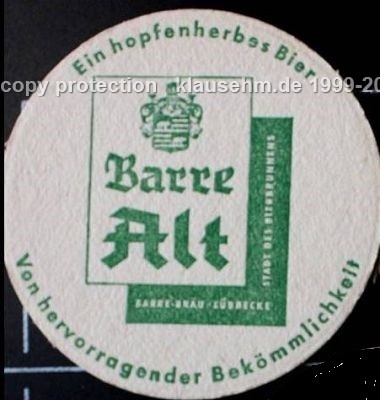 Ein hopfenherbes Bier
copy protection klausehm.de 1999-20
Barre
Alt
STADT DES BIERBRUNNENS
BARRE-BRÄU · LÜBBECKE
Von hervorragender Bekömmlichkeit